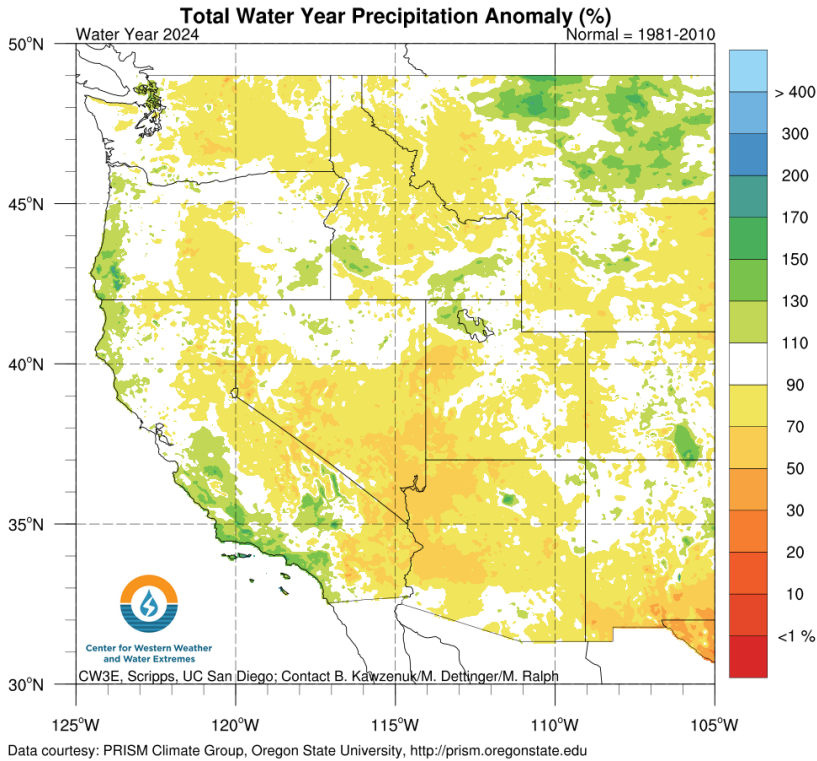 Total Water Year Precipitation Anomaly (%)
Water Year 2024 Normal = 1981-2010
50°N
45°N
40°N
35°N
30°N
125°W 120°W 115°W 110°W 105°W
> 400
300
200
170
150
130
110
90
70
50
30
20
10
<1 %
Center for Western Weather
and Water Extremes
CW3E, Scripps, UC San Diego; Contact B. Kawzenuk/M. Dettinger/M. Ralph
Data courtesy: PRISM Climate Group, Oregon State University, http://prism.oregonstate.edu